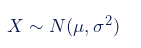 X ∼ N(μ, σ²)